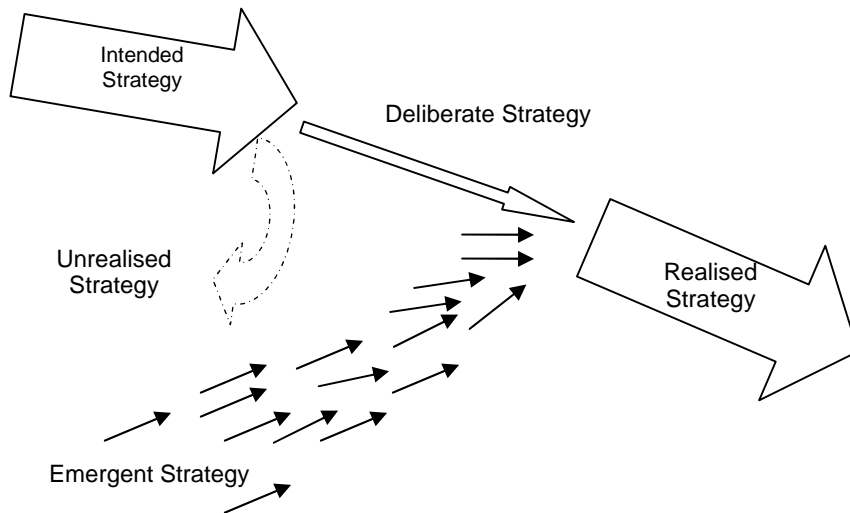 Intended
Strategy
Deliberate Strategy
Unrealised
Strategy
Realised
Strategy
Emergent Strategy